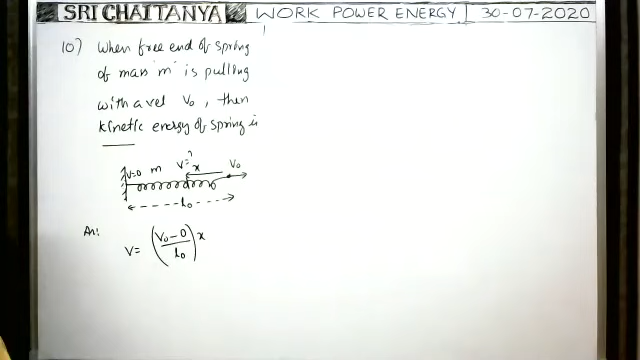 SRI CHAITANYA WORK POWER ENERGY 30-07-2020
10) When free end of spring
of mass "m" is pulling
with a vel V₀, then
kinetic energy of spring is
V=0 m V=? x V₀
l₀
An:
V= (V₀-0 / l₀) x